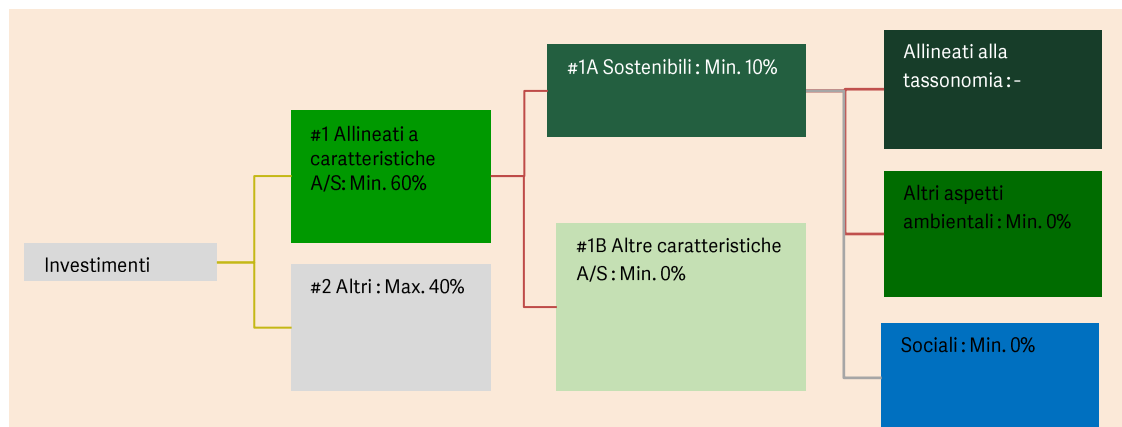 Investimenti
#1 Allineati a
caratteristiche
A/S: Min. 60%
#2 Altri : Max. 40%
#1A Sostenibili : Min. 10%
#1B Altre caratteristiche
A/S : Min. 0%
Allineati alla
tassonomia : -
Altri aspetti
ambientali : Min. 0%
Sociali : Min. 0%